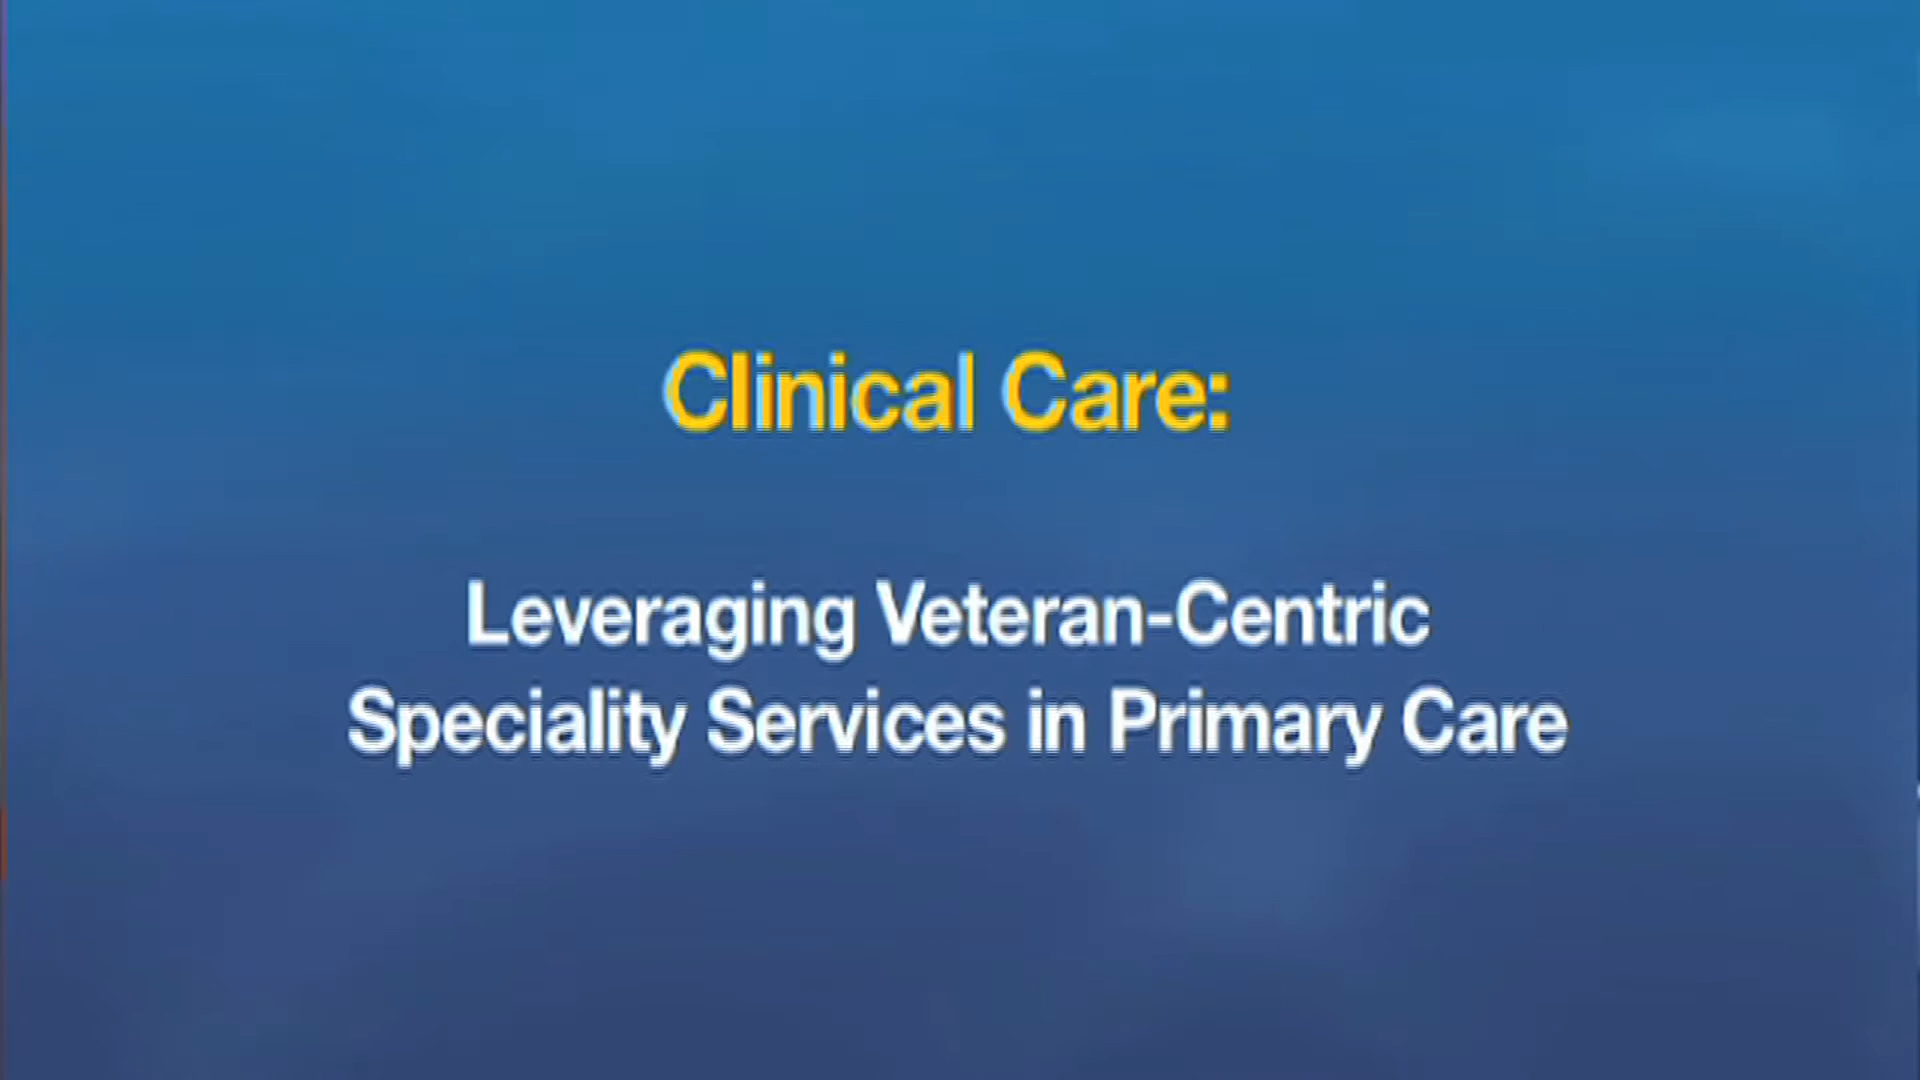 Clinical Care:
Leveraging Veteran-Centric
Speciality Services in Primary Care